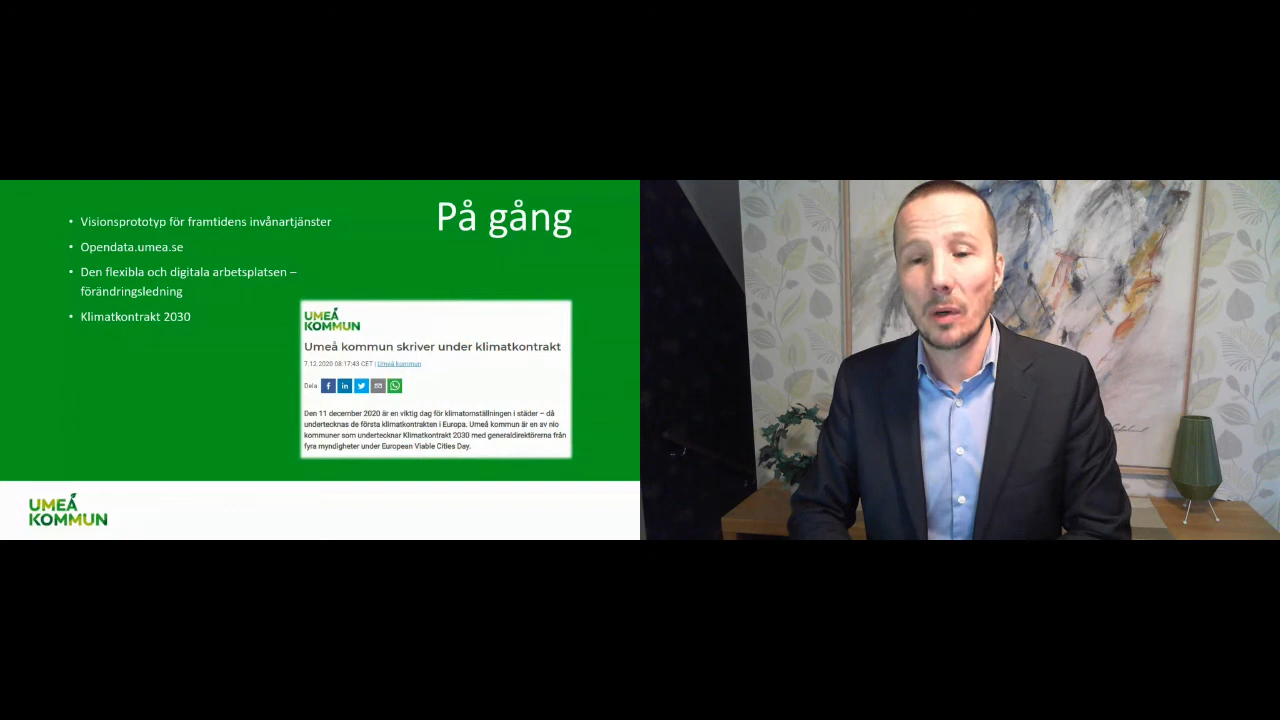 På gång
• Visionsprototyp för framtidens invånartjänster
• Opendata.umea.se
• Den flexibla och digitala arbetsplatsen –
förändringsledning
• Klimatkontrakt 2030
UMEÅ
KOMMUN
Umeå kommun skriver under klimatkontrakt
7.12.2020 08:17:43 CET | Umeå kommun
Dela
Den 11 december 2020 är en viktig dag för klimatomställningen i städer – då
undertecknas de första klimatkontrakten i Europa. Umeå kommun är en av nio
kommuner som undertecknar Klimatkontrakt 2030 med generaldirektörerna från
fyra myndigheter under European Viable Cities Day.
UMEÅ
KOMMUN